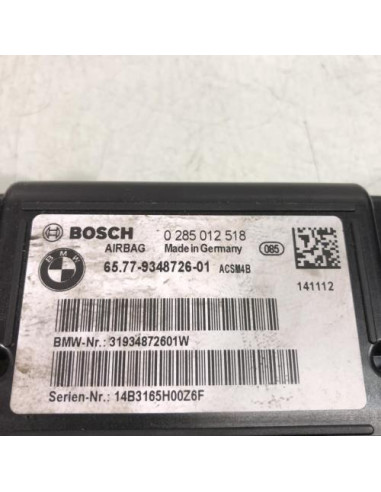 BOSCH 0 285 012 518
AIRBAG Made in Germany 085
BMW 65.77-9348726-01 ACSM4B
141112
BMW-Nr.: 31934872601W
Serien-Nr.: 14B3165H00Z6F